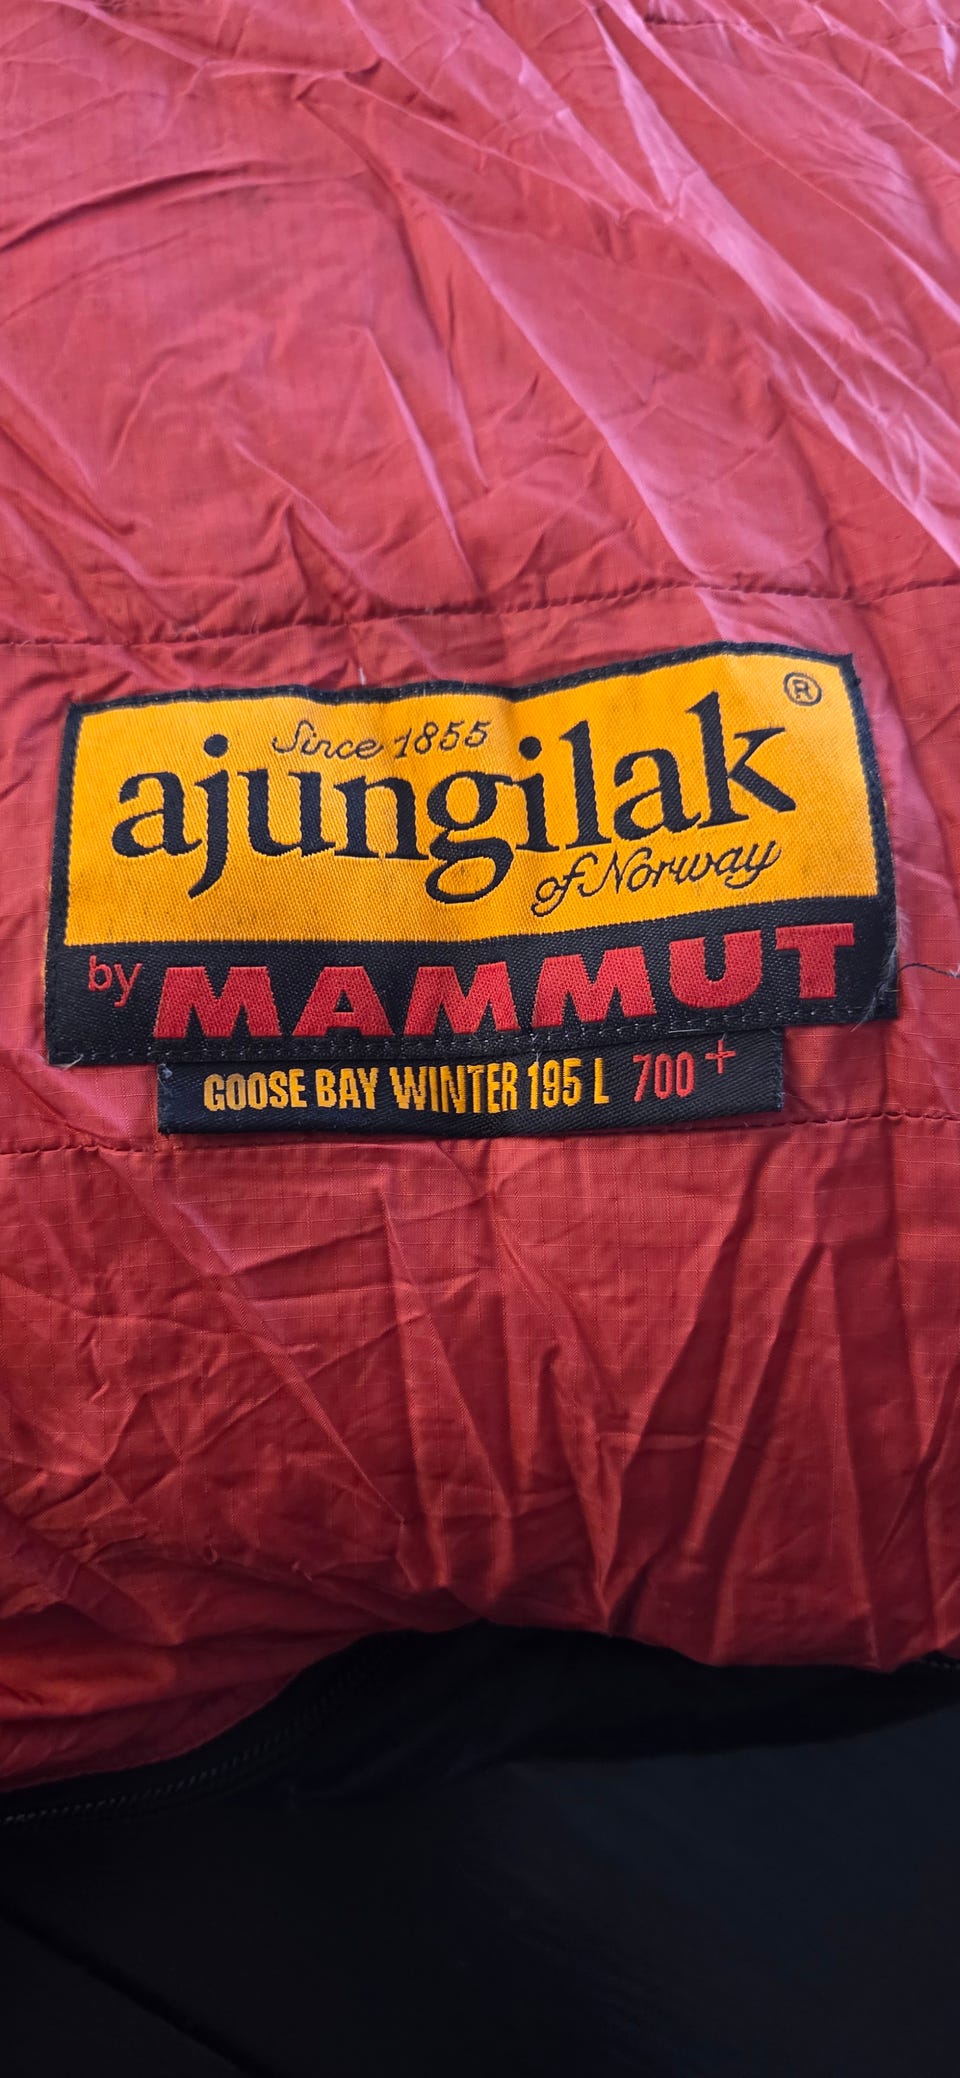 Since 1855
ajungilak®
of Norway
by MAMMUT
GOOSE BAY WINTER 195 L 700+